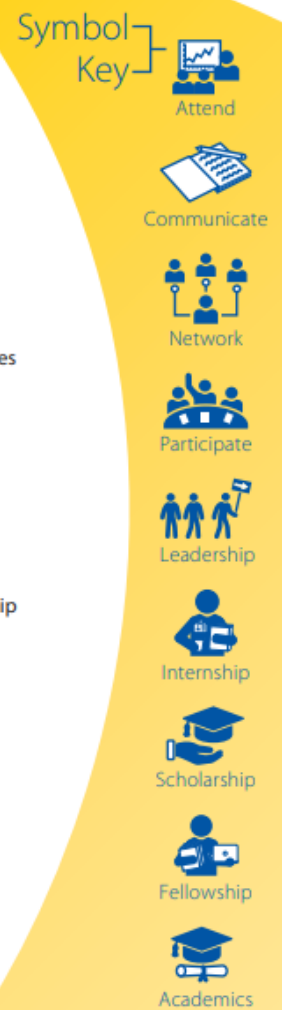 Symbol
Key
Attend
Communicate
Network
es
Participate
Leadership
ip
Internship
Scholarship
Fellowship
Academics